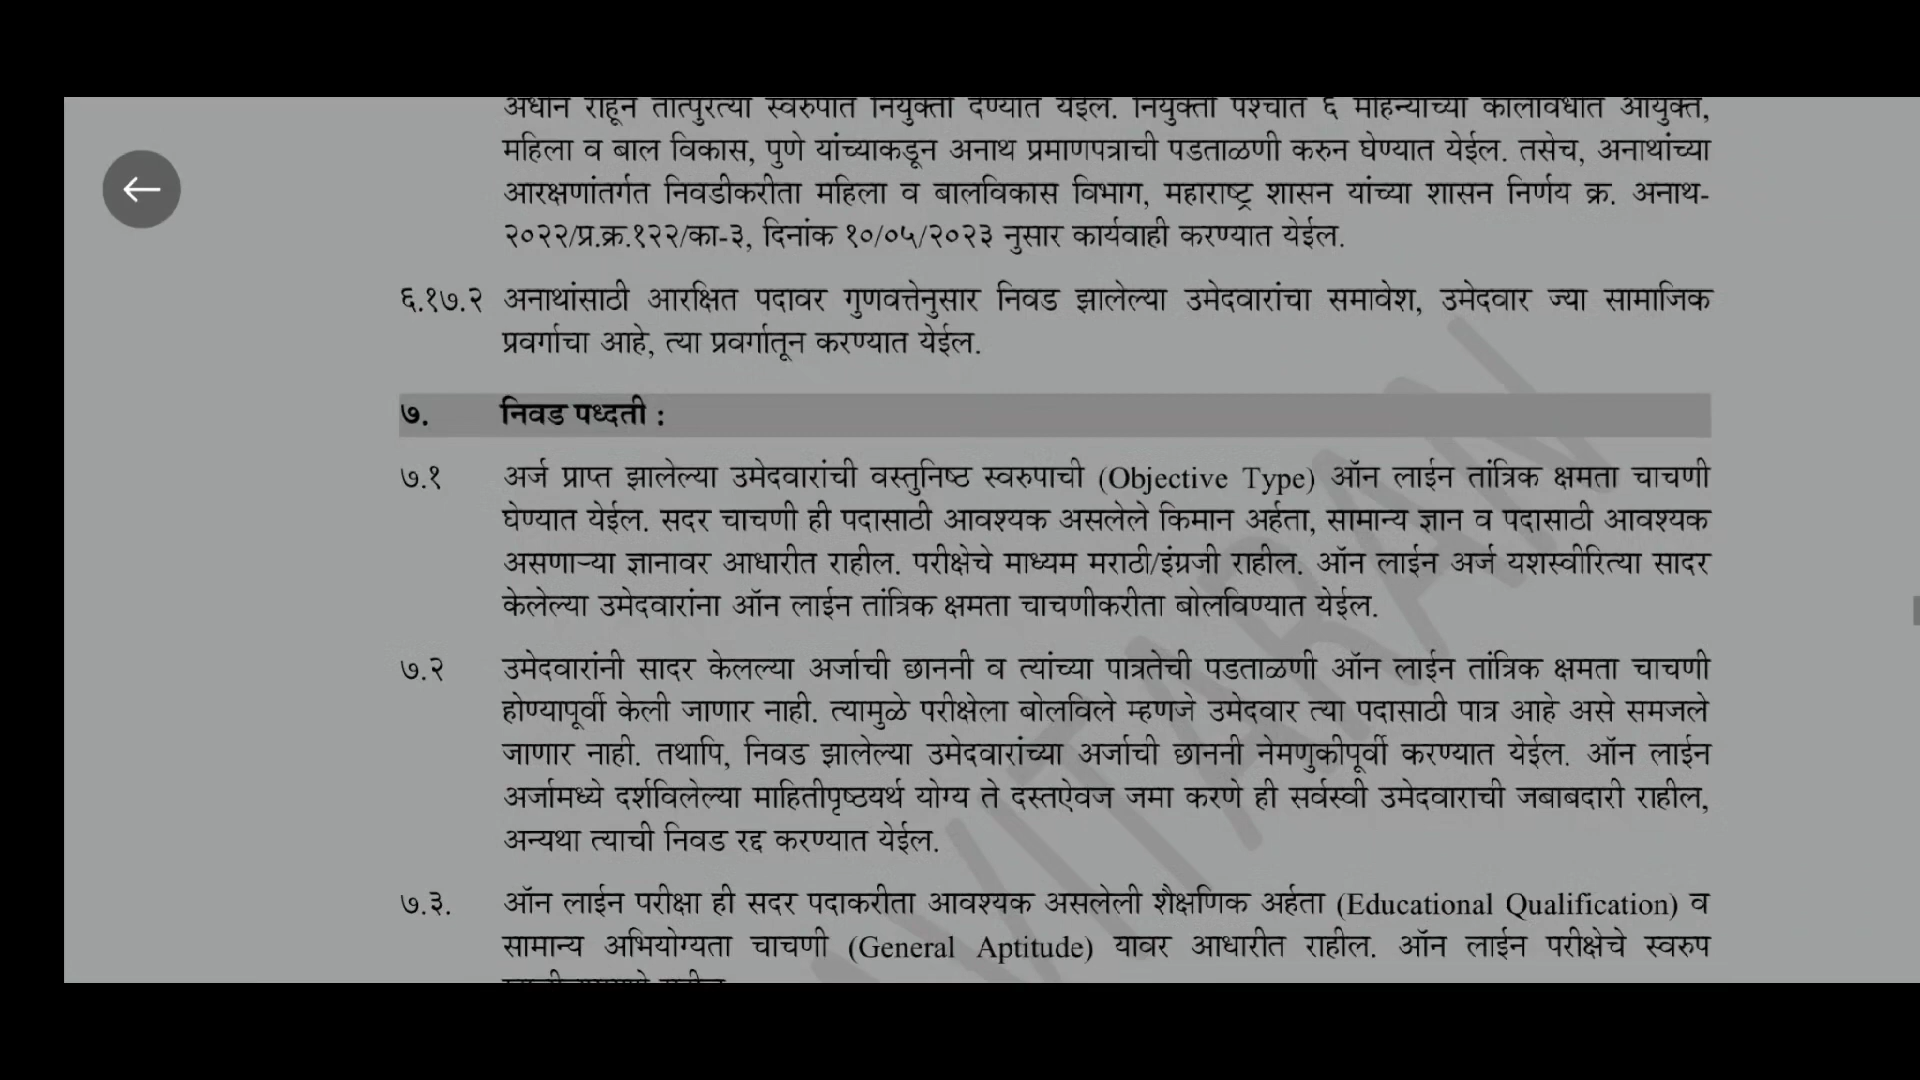 अधीन राहून तात्पुरत्या स्वरुपात नियुक्ती देण्यात येईल. नियुक्ती पश्चात ६ महिन्यांच्या कालावधीत आयुक्त,
महिला व बाल विकास, पुणे यांच्याकडून अनाथ प्रमाणपत्राची पडताळणी करुन घेण्यात येईल. तसेच, अनाथांच्या
आरक्षणांतर्गत निवडीकरीता महिला व बालविकास विभाग, महाराष्ट्र शासन यांच्या शासन निर्णय क्र. अनाथ-
२०२२/प्र.क्र.१२२/का-३, दिनांक १०/०५/२०२३ नुसार कार्यवाही करण्यात येईल.
६.१७.२ अनाथांसाठी आरक्षित पदावर गुणवत्तेनुसार निवड झालेल्या उमेदवारांचा समावेश, उमेदवार ज्या सामाजिक
प्रवर्गाचा आहे, त्या प्रवर्गातून करण्यात येईल.
७. निवड पध्दती :
७.१ अर्ज प्राप्त झालेल्या उमेदवारांची वस्तुनिष्ठ स्वरुपाची (Objective Type) ऑन लाईन तांत्रिक क्षमता चाचणी
घेण्यात येईल. सदर चाचणी ही पदासाठी आवश्यक असलेले किमान अर्हता, सामान्य ज्ञान व पदासाठी आवश्यक
असणाऱ्या ज्ञानावर आधारीत राहील. परीक्षेचे माध्यम मराठी/इंग्रजी राहील. ऑन लाईन अर्ज यशस्वीरित्या सादर
केलेल्या उमेदवारांना ऑन लाईन तांत्रिक क्षमता चाचणीकरीता बोलविण्यात येईल.
७.२ उमेदवारांनी सादर केलल्या अर्जाची छाननी व त्यांच्या पात्रतेची पडताळणी ऑन लाईन तांत्रिक क्षमता चाचणी
होण्यापूर्वी केली जाणार नाही. त्यामुळे परीक्षेला बोलविले म्हणजे उमेदवार त्या पदासाठी पात्र आहे असे समजले
जाणार नाही. तथापि, निवड झालेल्या उमेदवारांच्या अर्जाची छाननी नेमणुकीपूर्वी करण्यात येईल. ऑन लाईन
अर्जामध्ये दर्शविलेल्या माहितीपृष्ठयर्थ योग्य ते दस्तऐवज जमा करणे ही सर्वस्वी उमेदवाराची जबाबदारी राहील,
अन्यथा त्याची निवड रद्द करण्यात येईल.
७.३. ऑन लाईन परीक्षा ही सदर पदाकरीता आवश्यक असलेली शैक्षणिक अर्हता (Educational Qualification) व
सामान्य अभियोग्यता चाचणी (General Aptitude) यावर आधारीत राहील. ऑन लाईन परीक्षेचे स्वरुप